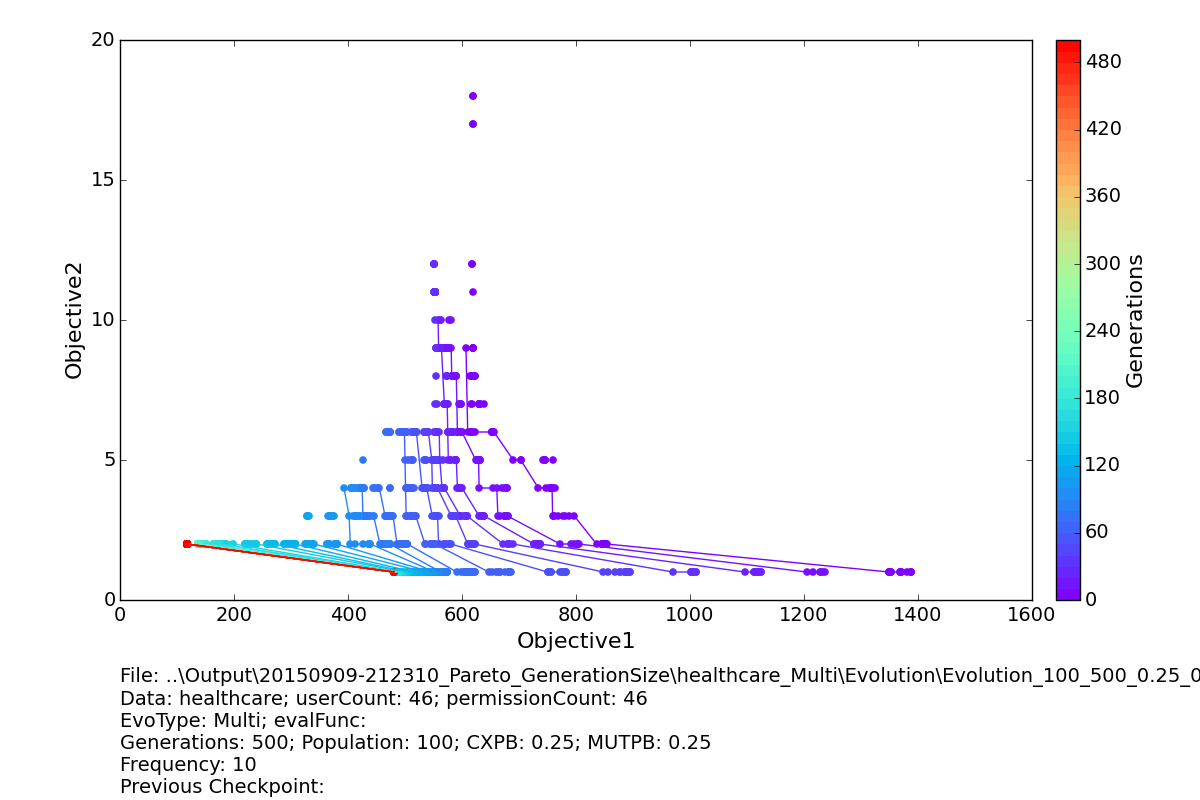 20
15
10
5
0
Objective2
0 200 400 600 800 1000 1200 1400 1600
Objective1
480
420
360
300
240
180
120
60
0
Generations
File: ..\Output\20150909-212310_Pareto_GenerationSize\healthcare_Multi\Evolution\Evolution_100_500_0.25_0
Data: healthcare; userCount: 46; permissionCount: 46
EvoType: Multi; evalFunc:
Generations: 500; Population: 100; CXPB: 0.25; MUTPB: 0.25
Frequency: 10
Previous Checkpoint: